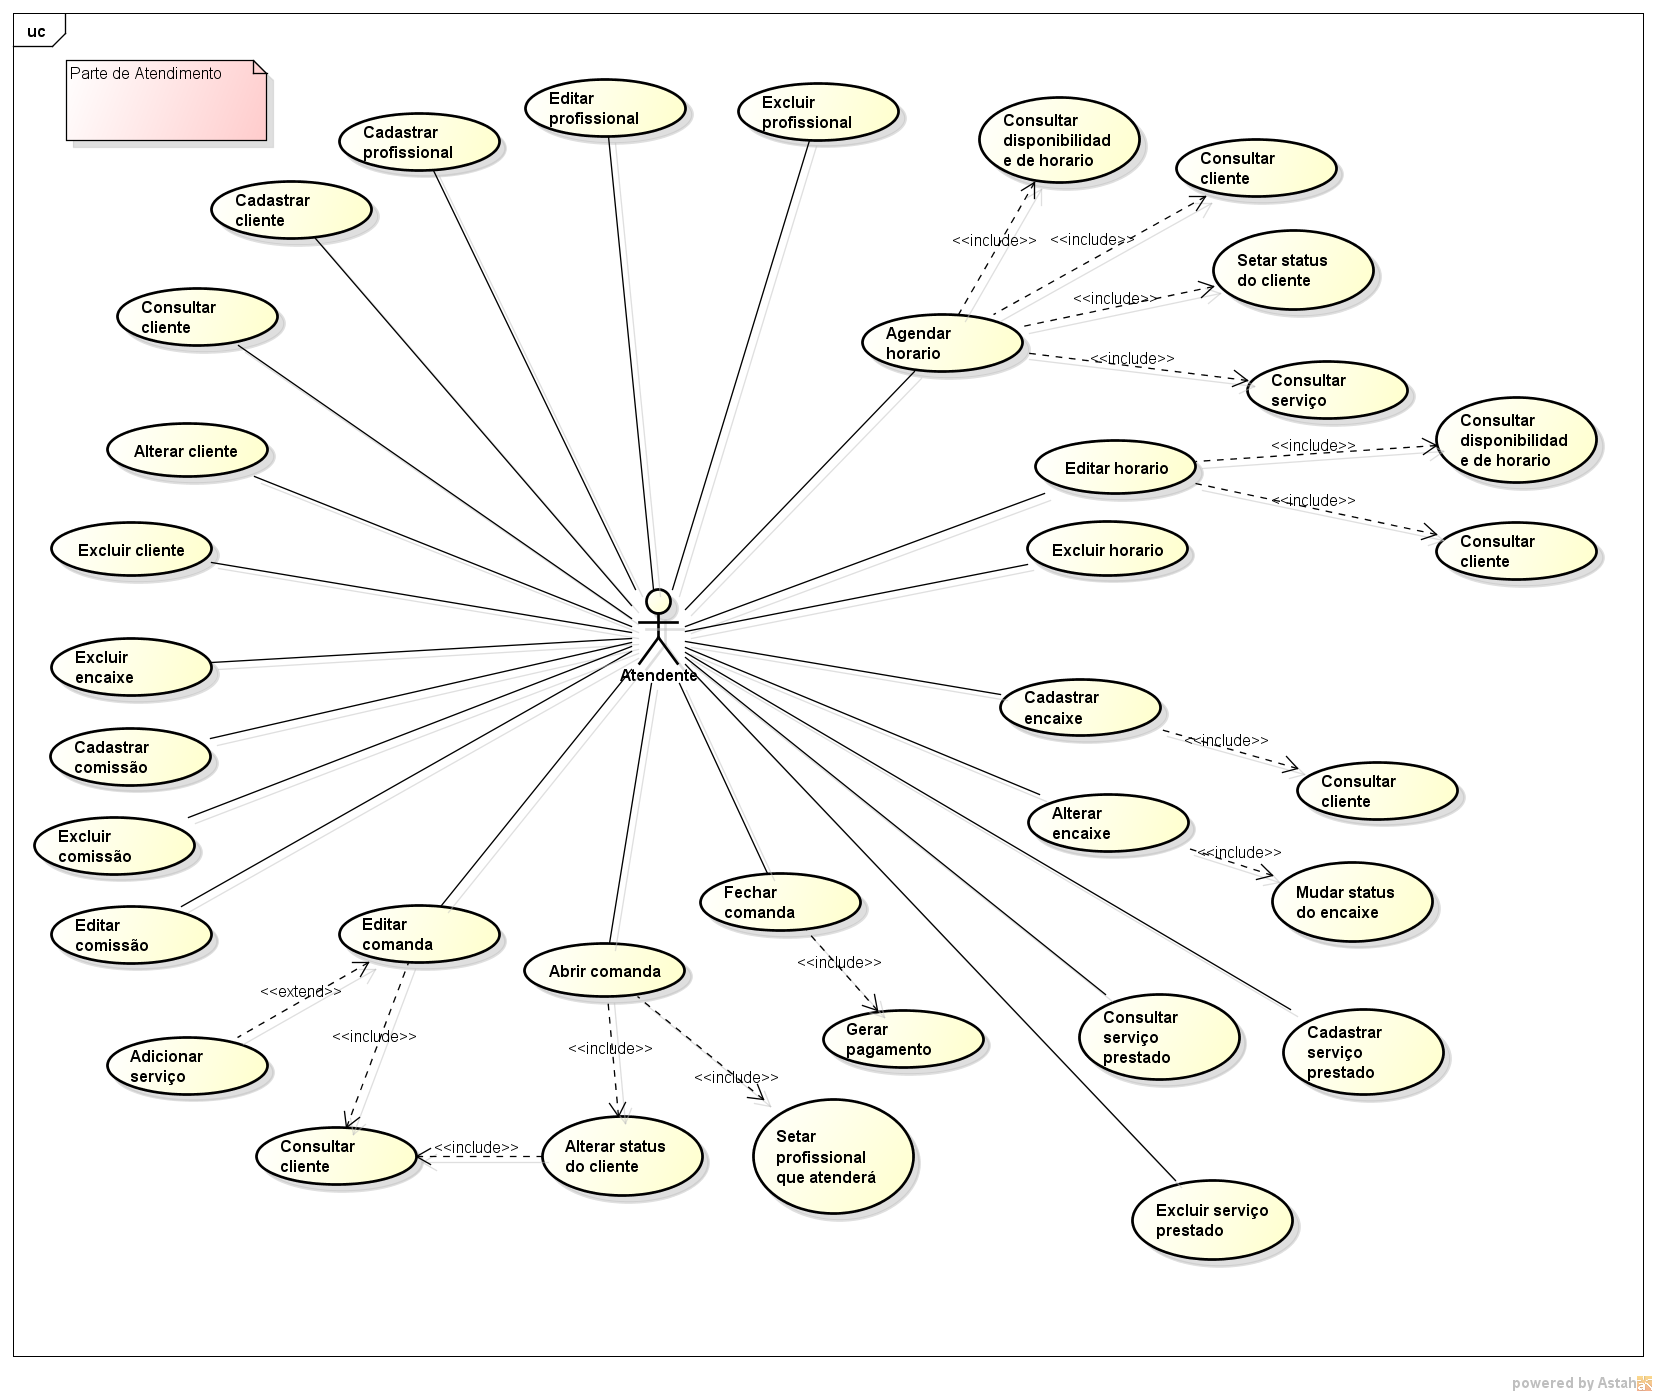 uc
Parte de Atendimento
Editar
profissional
Excluir
profissional
Cadastrar
profissional
Consultar
disponibilidad
e de horario
Consultar
cliente
Cadastrar
cliente
<<include>>
<<include>>
Setar status
do cliente
<<include>>
Consultar
cliente
Agendar
horario
<<include>>
Consultar
serviço
Alterar cliente
Consultar
disponibilidad
e de horario
<<include>>
Editar horario
<<include>>
Excluir cliente
Excluir horario
Consultar
cliente
Excluir
encaixe
Atendente
Cadastrar
encaixe
<<include>>
Cadastrar
comissão
Consultar
cliente
Alterar
encaixe
<<include>>
Excluir
comissão
Mudar status
do encaixe
Fechar
comanda
Editar
comissão
Editar
comanda
<<include>>
Abrir comanda
<<extend>>
Consultar
serviço
prestado
Cadastrar
serviço
prestado
Gerar
pagamento
<<include>>
<<include>>
Adicionar
serviço
<<include>>
Consultar
cliente
<<include>>
Alterar status
do cliente
Setar
profissional
que atenderá
Excluir serviço
prestado
powered by Astah